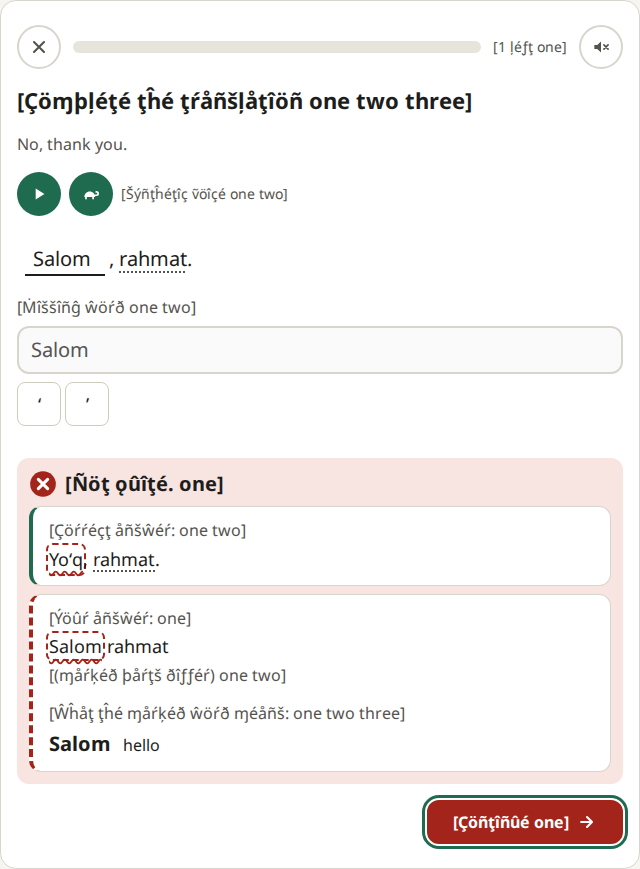 [1 ļéƒţ one]
[Çöɱþļéţé ţĥé ţŕåñšļåţîöñ one two three]
No, thank you.
[Šýñţĥéţîç ṽöîçé one two]
Salom , rahmat.
[Ṁîššîñĝ ŵöŕð one two]
Salom
ʻ ʼ
[Ñöţ ǫûîţé. one]
[Çöŕŕéçţ åñšŵéŕ: one two]
Yoʻq, rahmat.
[Ýöûŕ åñšŵéŕ: one]
Salom rahmat
[(ɱåŕķéð þåŕţš ðîƒƒéŕ) one two]
[Ŵĥåţ ţĥé ɱåŕķéð ŵöŕð ɱéåñš: one two three]
Salom hello
[Çöñţîñûé one]